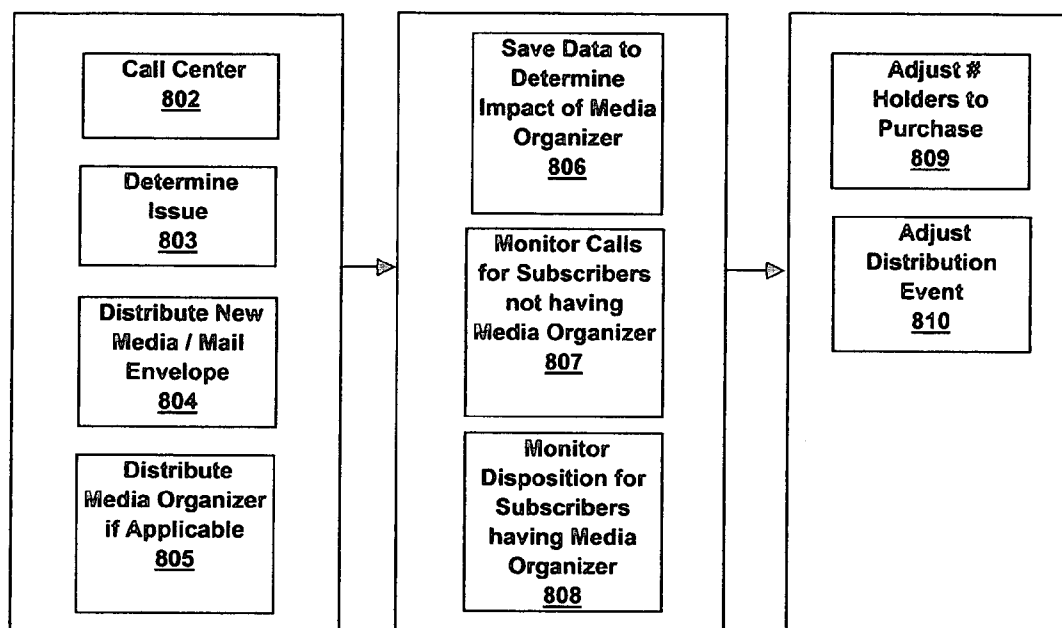 Call Center
802
Determine
Issue
803
Distribute New
Media / Mail
Envelope
804
Distribute
Media Organizer
if Applicable
805
Save Data to
Determine
Impact of Media
Organizer
806
Monitor Calls
for Subscribers
not having
Media Organizer
807
Monitor
Disposition for
Subscribers
having Media
Organizer
808
Adjust #
Holders to
Purchase
809
Adjust
Distribution
Event
810